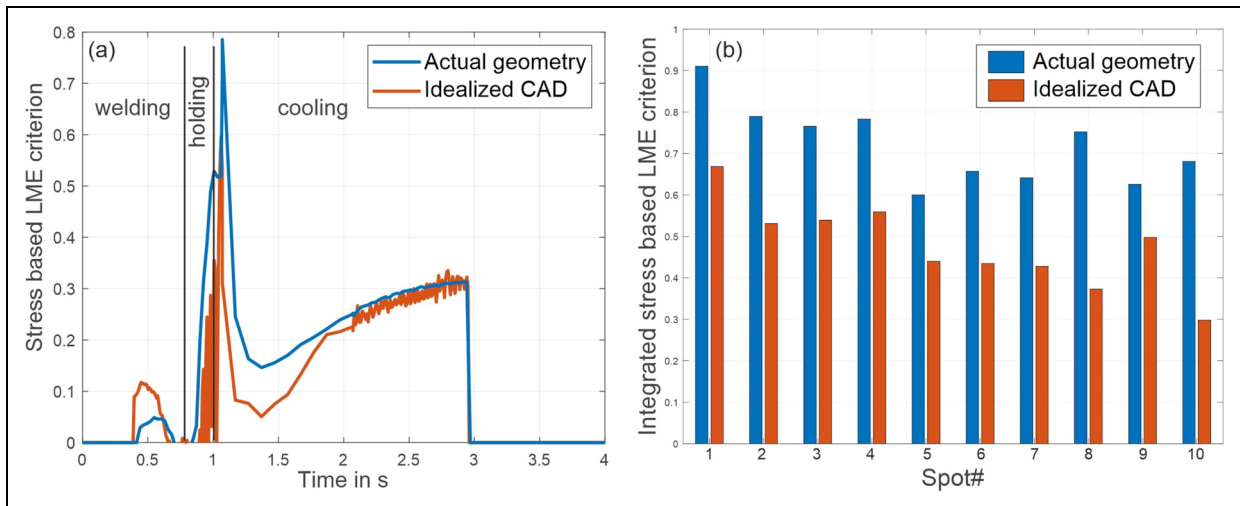 (a)
Actual geometry
Idealized CAD
welding
holding
cooling
Stress based LME criterion
0.8
0.7
0.6
0.5
0.4
0.3
0.2
0.1
0
0 0.5 1 1.5 2 2.5 3 3.5 4
Time in s
(b)
Actual geometry
Idealized CAD
Integrated stress based LME criterion
1
0.9
0.8
0.7
0.6
0.5
0.4
0.3
0.2
0.1
0
1 2 3 4 5 6 7 8 9 10
Spot#